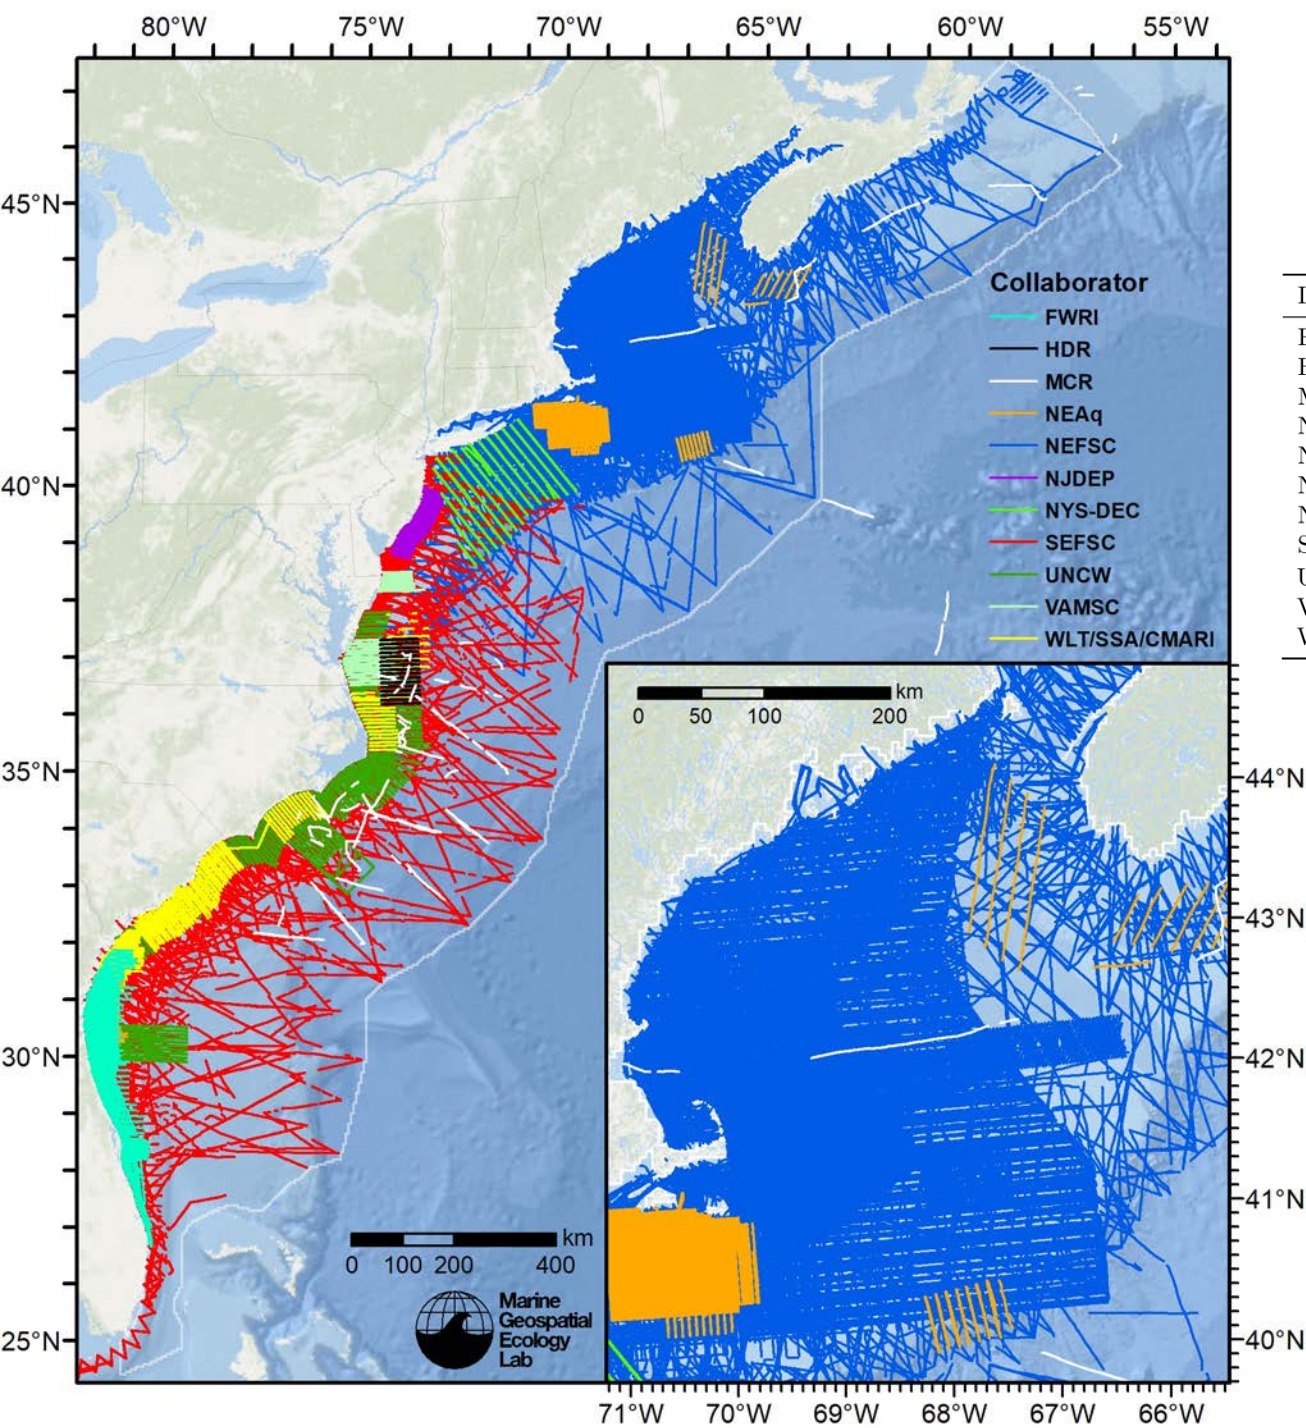 80°W 75°W 70°W 65°W 60°W 55°W
45°N
40°N
35°N
30°N
25°N
Collaborator
FWRI
HDR
MCR
NEAq
NEFSC
NJDEP
NYS-DEC
SEFSC
UNCW
VAMSC
WLT/SSA/CMARI
km
0 50 100 200
44°N
43°N
42°N
41°N
40°N
km
0 100 200 400
Marine
Geospatial
Ecology
Lab
71°W 70°W 69°W 68°W 67°W 66°W